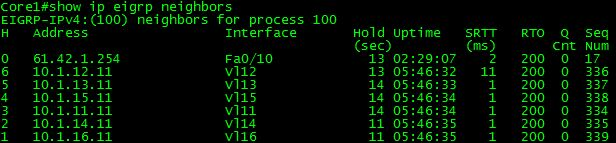 Core1#show ip eigrp neighbors
EIGRP-IPv4:(100) neighbors for process 100
H   Address                 Interface       Hold Uptime   SRTT   RTO  Q  Seq
                                            (sec)         (ms)       Cnt Num
0   61.42.1.254             Fa0/10            13 02:29:07    2   200  0  17
6   10.1.12.11              Vl12              13 05:46:32   11   200  0  336
5   10.1.13.11              Vl13              14 05:46:33    1   200  0  337
4   10.1.15.11              Vl15              14 05:46:34    1   200  0  338
3   10.1.11.11              Vl11              14 05:46:34    1   200  0  334
2   10.1.14.11              Vl14              11 05:46:35    1   200  0  335
1   10.1.16.11              Vl16              11 05:46:35    1   200  0  339